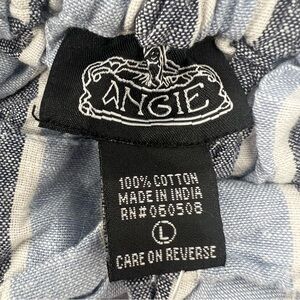 ANGIE
100% COTTON
MADE IN INDIA
RN#060508
L
CARE ON REVERSE